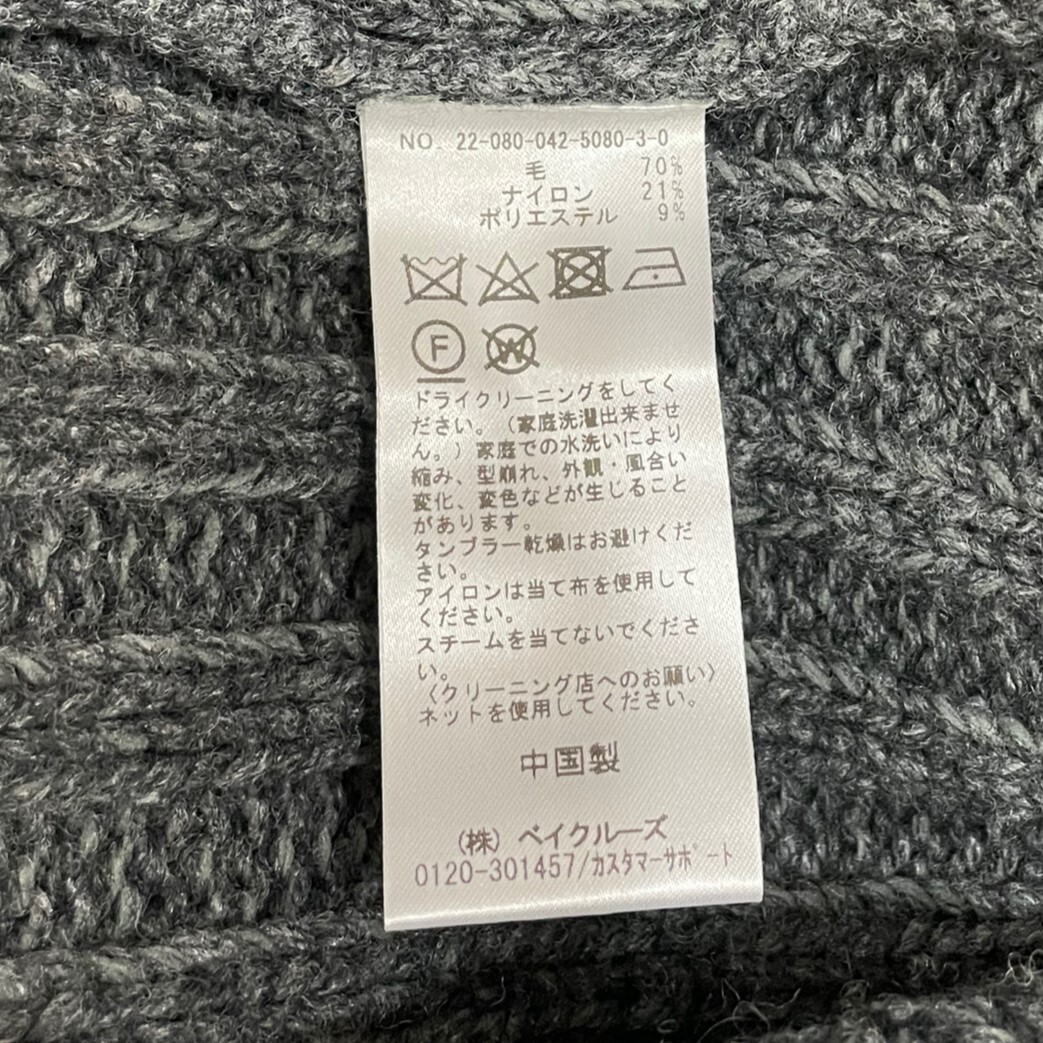 NO. 22-080-042-5080-3-0
毛 70%
ナイロン 21%
ポリエステル 9%
F
W
ドライクリーニングをしてく
ださい。（家庭洗濯出来ませ
ん。）家庭での水洗いにより
縮み、型崩れ、外観・風合い
変化、変色などが生じること
があります。
タンブラー乾燥はお避けくだ
さい。
アイロンは当て布を使用して
ください。
スチームを当てないでくださ
い。
〈クリーニング店へのお願い〉
ネットを使用してください。
中国製
（株）ベイクルーズ
0120-301457/カスタマーサポート